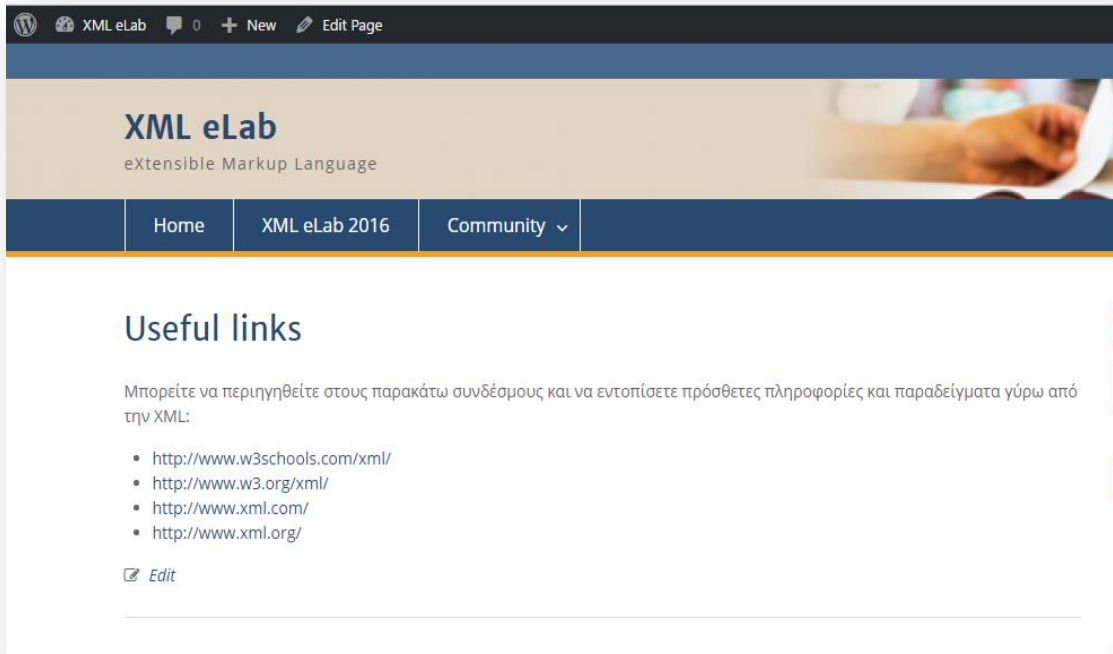 XML eLab 0 New Edit Page
XML eLab
eXtensible Markup Language
Home XML eLab 2016 Community
Useful links
Μπορείτε να περιηγηθείτε στους παρακάτω συνδέσμους και να εντοπίσετε πρόσθετες πληροφορίες και παραδείγματα γύρω από
την XML:
http://www.w3schools.com/xml/
http://www.w3.org/xml/
http://www.xml.com/
http://www.xml.org/
Edit